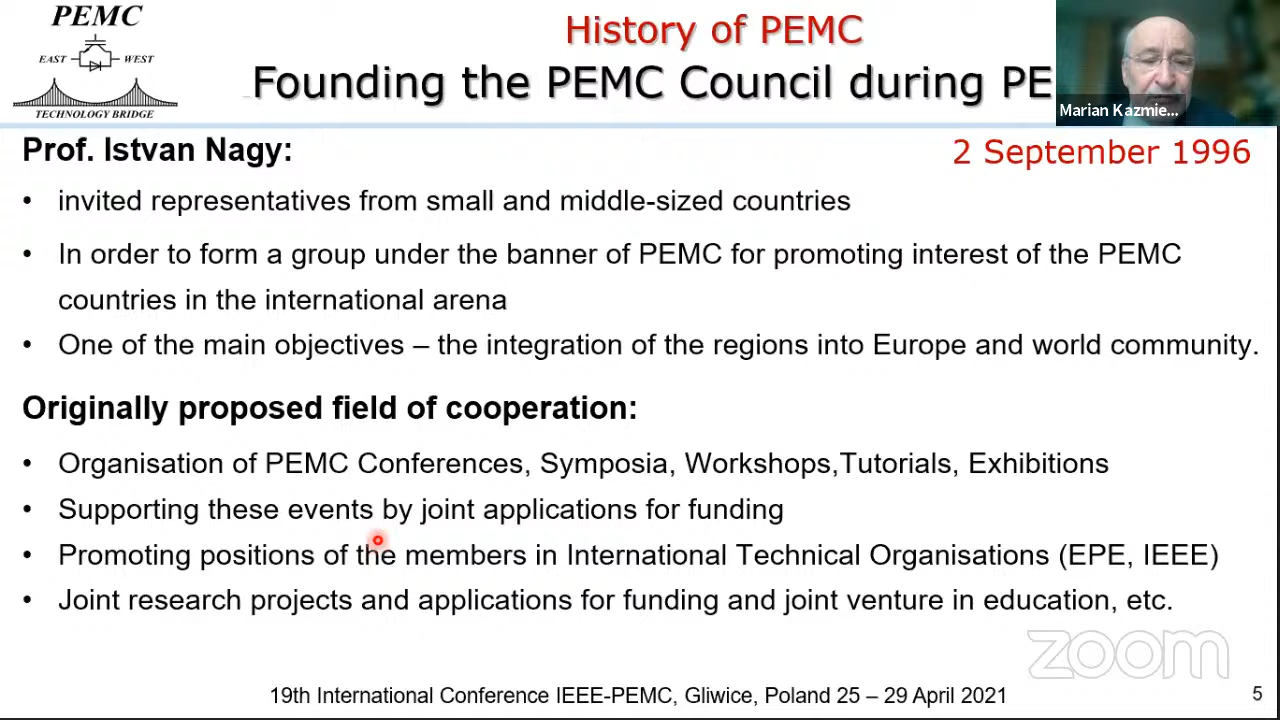 PEMC
EAST WEST
TECHNOLOGY BRIDGE
History of PEMC
Founding the PEMC Council during PE
Marian Kazmie...
Prof. Istvan Nagy:
2 September 1996
• invited representatives from small and middle-sized countries
• In order to form a group under the banner of PEMC for promoting interest of the PEMC
countries in the international arena
• One of the main objectives – the integration of the regions into Europe and world community.
Originally proposed field of cooperation:
• Organisation of PEMC Conferences, Symposia, Workshops,Tutorials, Exhibitions
• Supporting these events by joint applications for funding
• Promoting positions of the members in International Technical Organisations (EPE, IEEE)
• Joint research projects and applications for funding and joint venture in education, etc.
zoom
19th International Conference IEEE-PEMC, Gliwice, Poland 25 – 29 April 2021
5